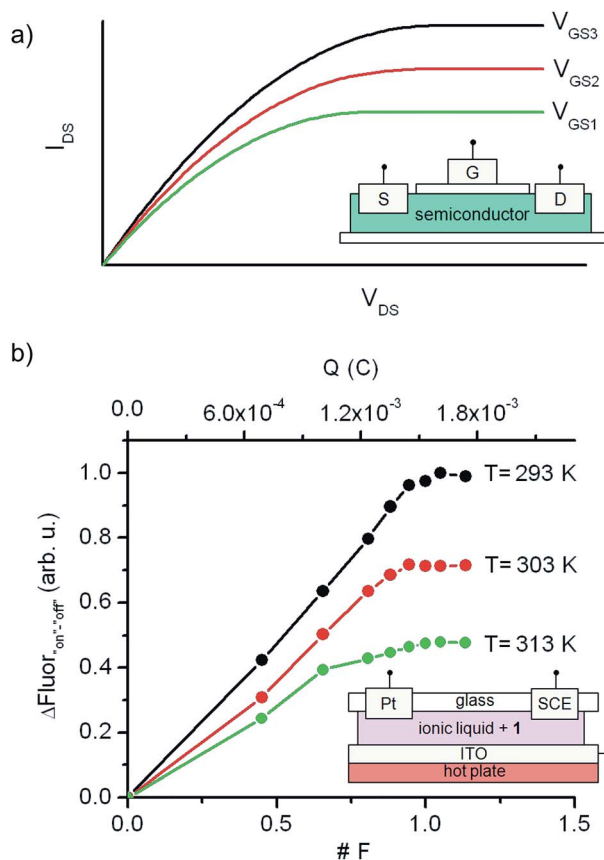 a)
V_GS3
V_GS2
V_GS1
I_DS
G
S
D
semiconductor
V_DS
b)
Q (C)
0.0
6.0x10⁻⁴
1.2x10⁻³
1.8x10⁻³
1.0
0.8
0.6
0.4
0.2
0.0
ΔFluor"on"-"off" (arb. u.)
T= 293 K
T= 303 K
T= 313 K
Pt
glass
SCE
ionic liquid + 1
ITO
hot plate
0.0
0.5
1.0
1.5
# F